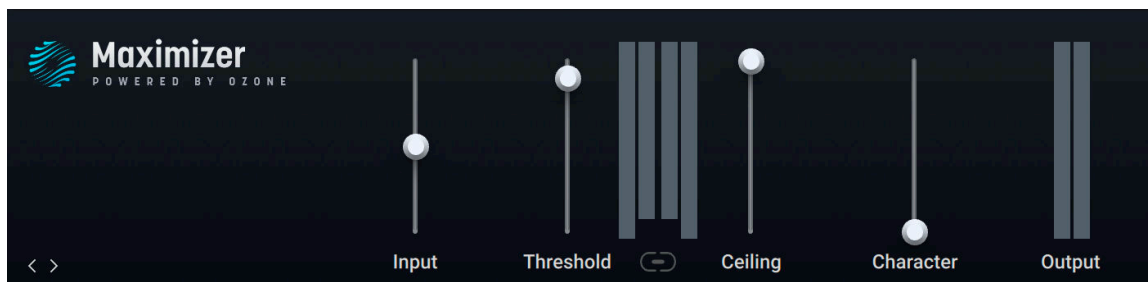 Maximizer
POWERED BY OZONE
Input Threshold Ceiling Character Output